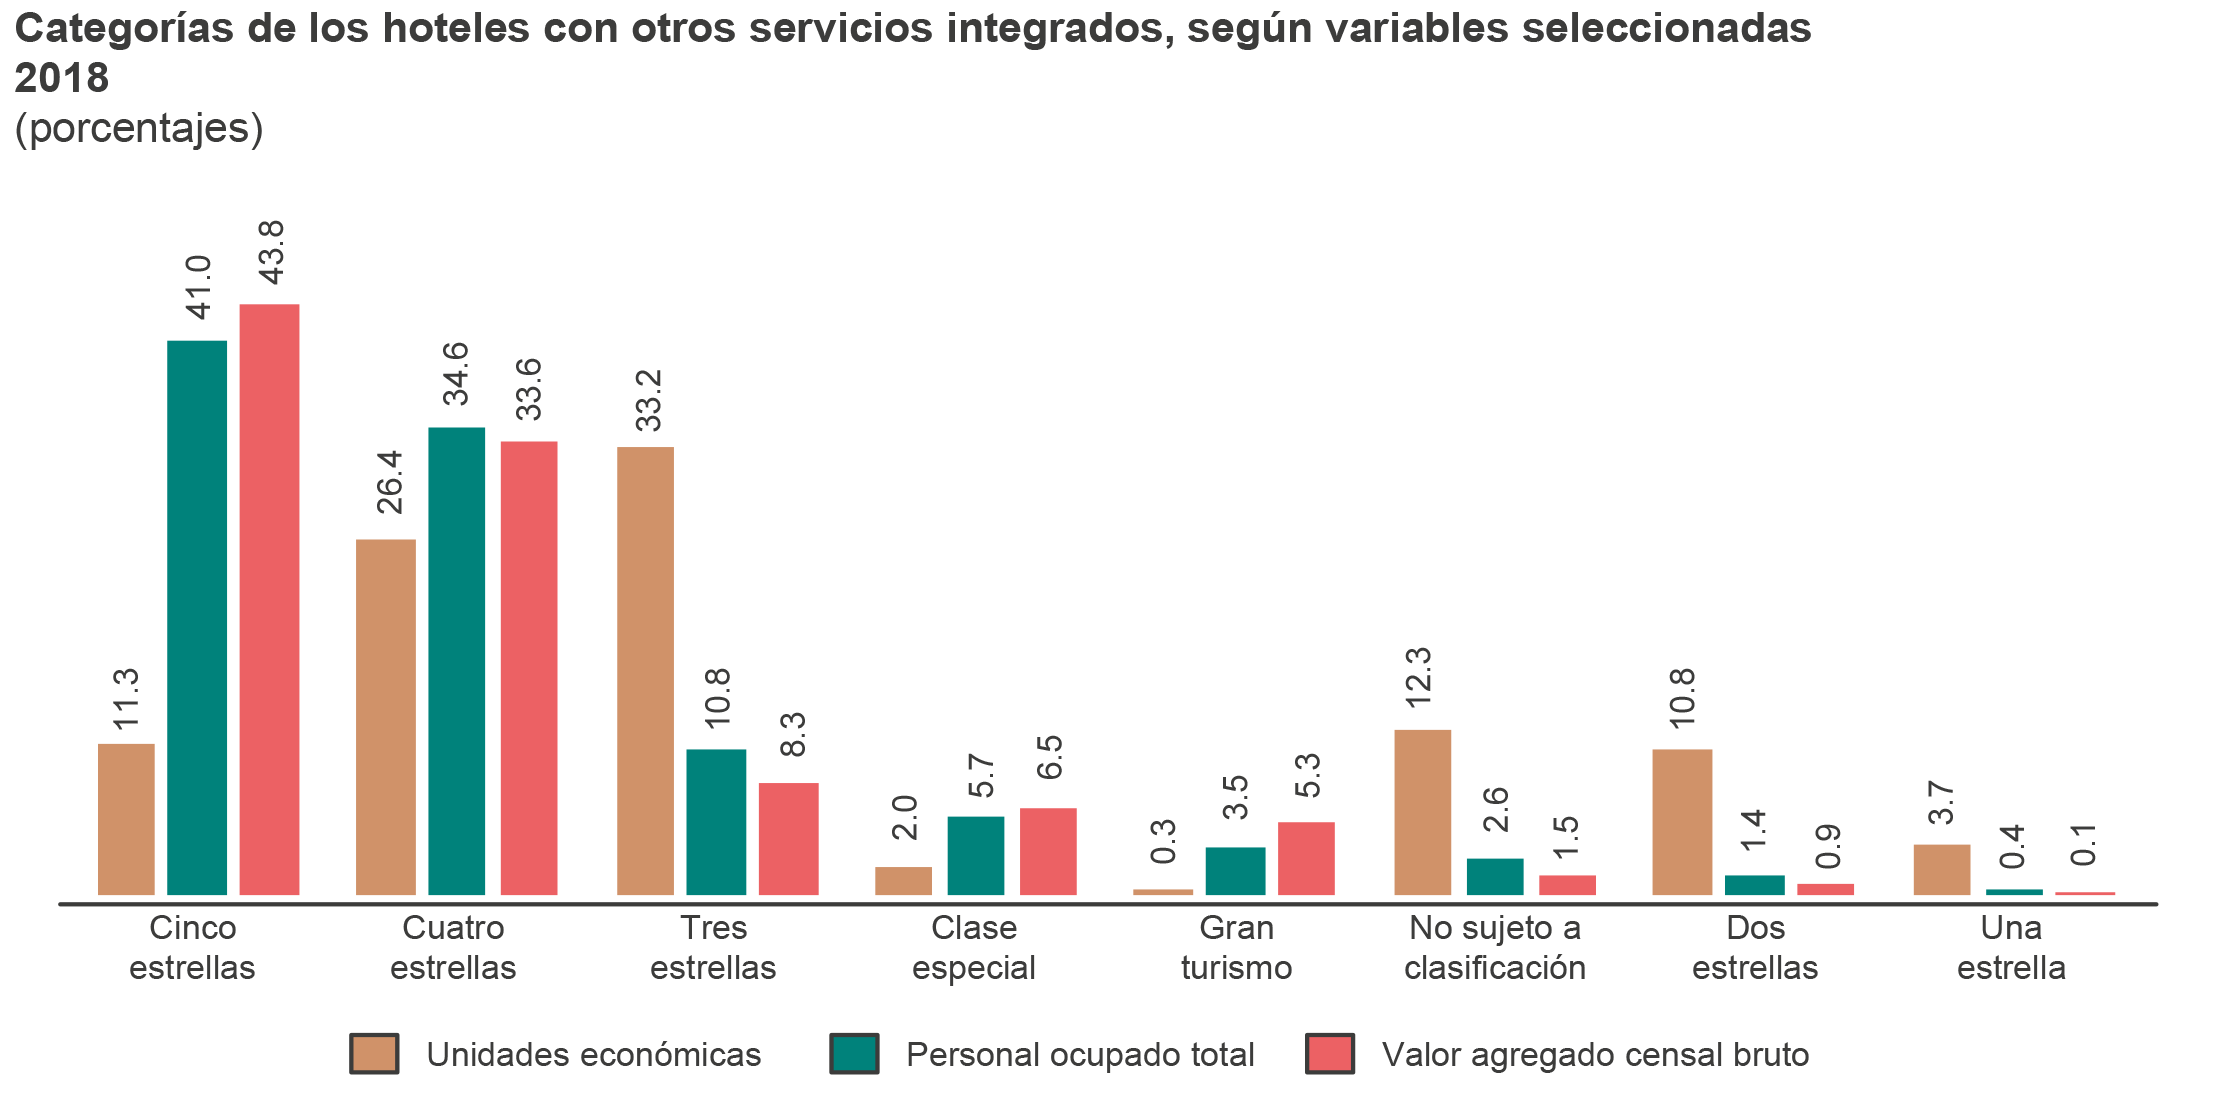 Categorías de los hoteles con otros servicios integrados, según variables seleccionadas
2018
(porcentajes)
11.3
41.0
43.8
26.4
34.6
33.6
33.2
10.8
8.3
2.0
5.7
6.5
0.3
3.5
5.3
12.3
2.6
1.5
10.8
1.4
0.9
3.7
0.4
0.1
Cinco
estrellas
Cuatro
estrellas
Tres
estrellas
Clase
especial
Gran
turismo
No sujeto a
clasificación
Dos
estrellas
Una
estrella
Unidades económicas
Personal ocupado total
Valor agregado censal bruto